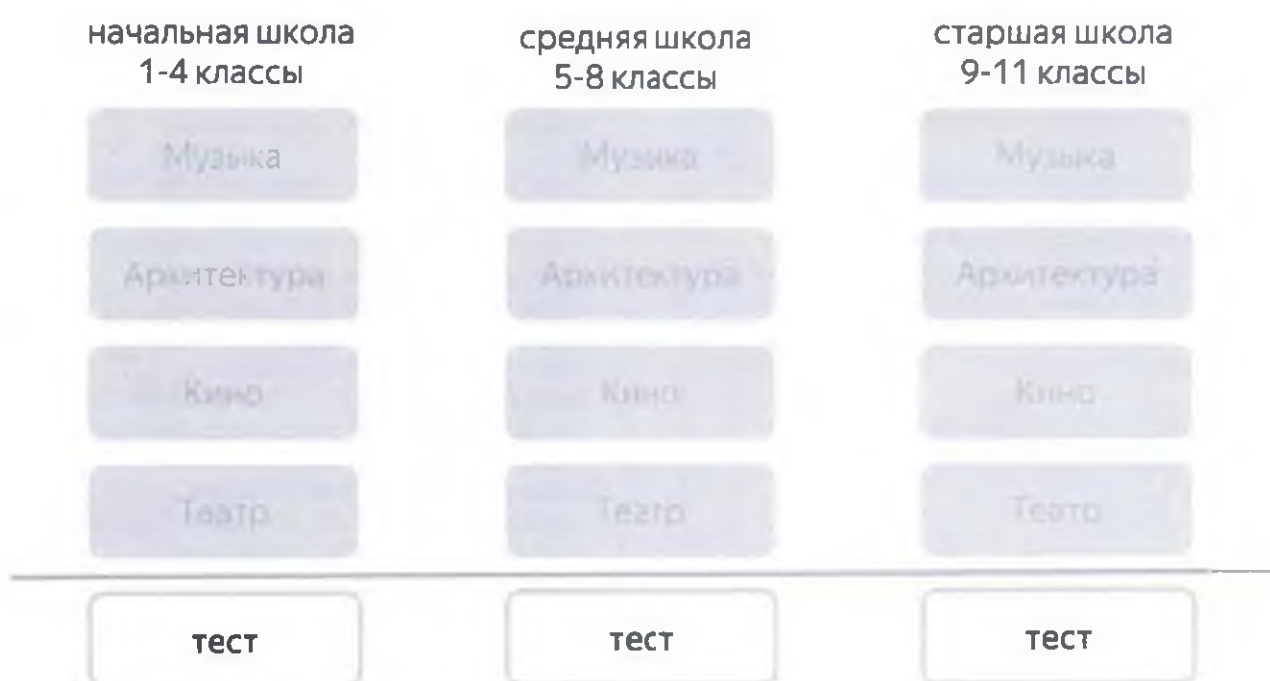 начальная школа
1-4 классы
средняя школа
5-8 классы
старшая школа
9-11 классы
Музыка
Музыка
Музыка
Архитектура
Архитектура
Архитектура
Кино
Кино
Кино
Театр
Театр
Театр
тест
тест
тест